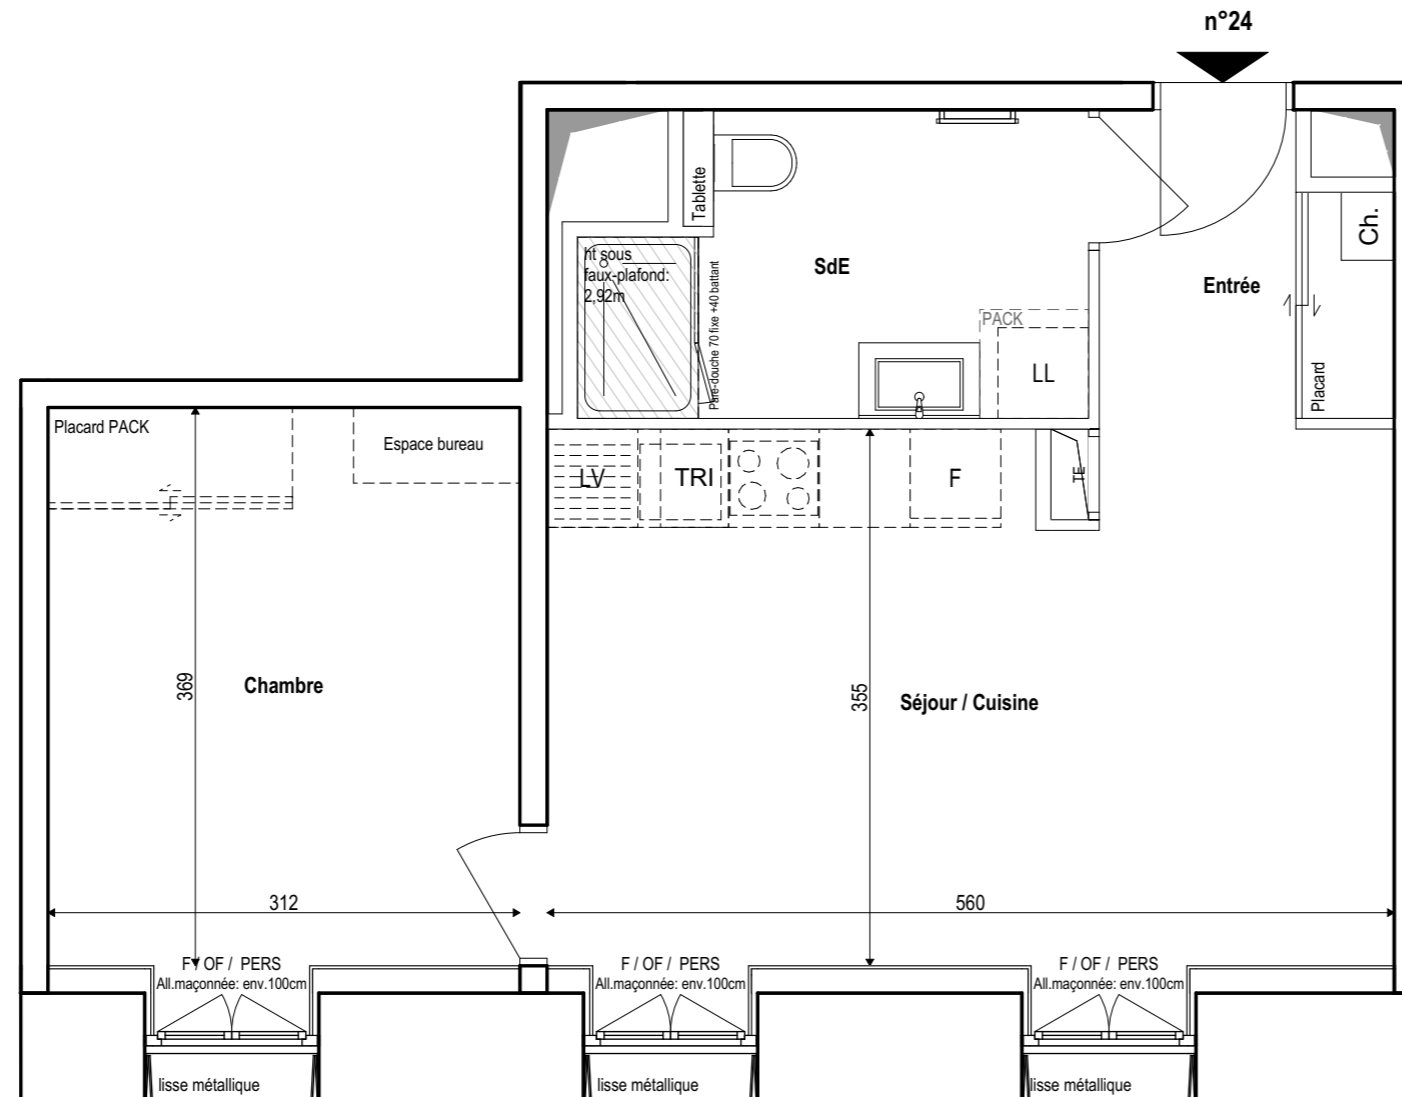 n°24
Tablette
ht sous
faux-plafond:
2,92m
Pare-douche 70 fixe +40 battant
SdE
PACK
LL
Entrée
Ch.
Placard
Placard PACK
Espace bureau
LV
TRI
F
TE
369
Chambre
355
Séjour / Cuisine
312
560
F / OF / PERS
All.maçonnée: env.100cm
F / OF / PERS
All.maçonnée: env.100cm
F / OF / PERS
All.maçonnée: env.100cm
lisse métallique
lisse métallique
lisse métallique